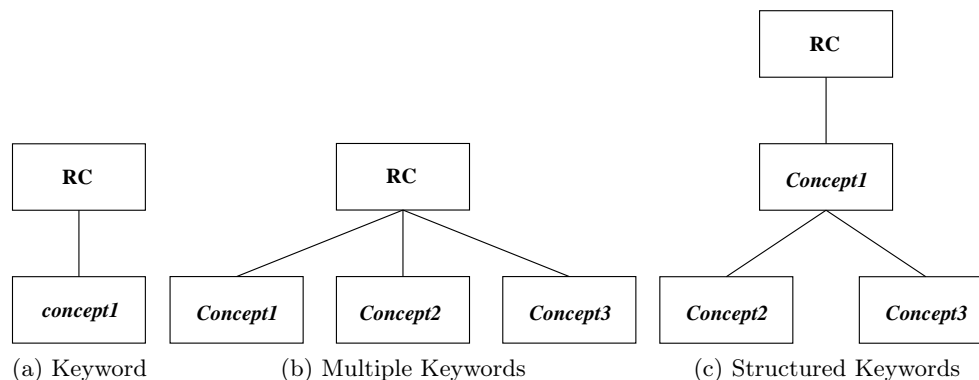 RC
concept1
(a) Keyword
RC
Concept1
Concept2
Concept3
(b) Multiple Keywords
RC
Concept1
Concept2
Concept3
(c) Structured Keywords